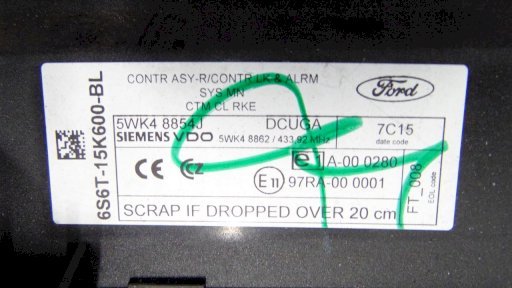 CONTR ASY-R/CONTR LK & ALRM
SYS MN
CTM CL RKE
Ford
6S6T-15K600-BL
5WK4 8854J
DCUGA
7C15
SIEMENS VDO
5WK4 8862 / 433,92 MHz
date code
CE
CZ
e1 A-00 0280
E11 97RA-00 0001
FT_008
EOL code
SCRAP IF DROPPED OVER 20 cm